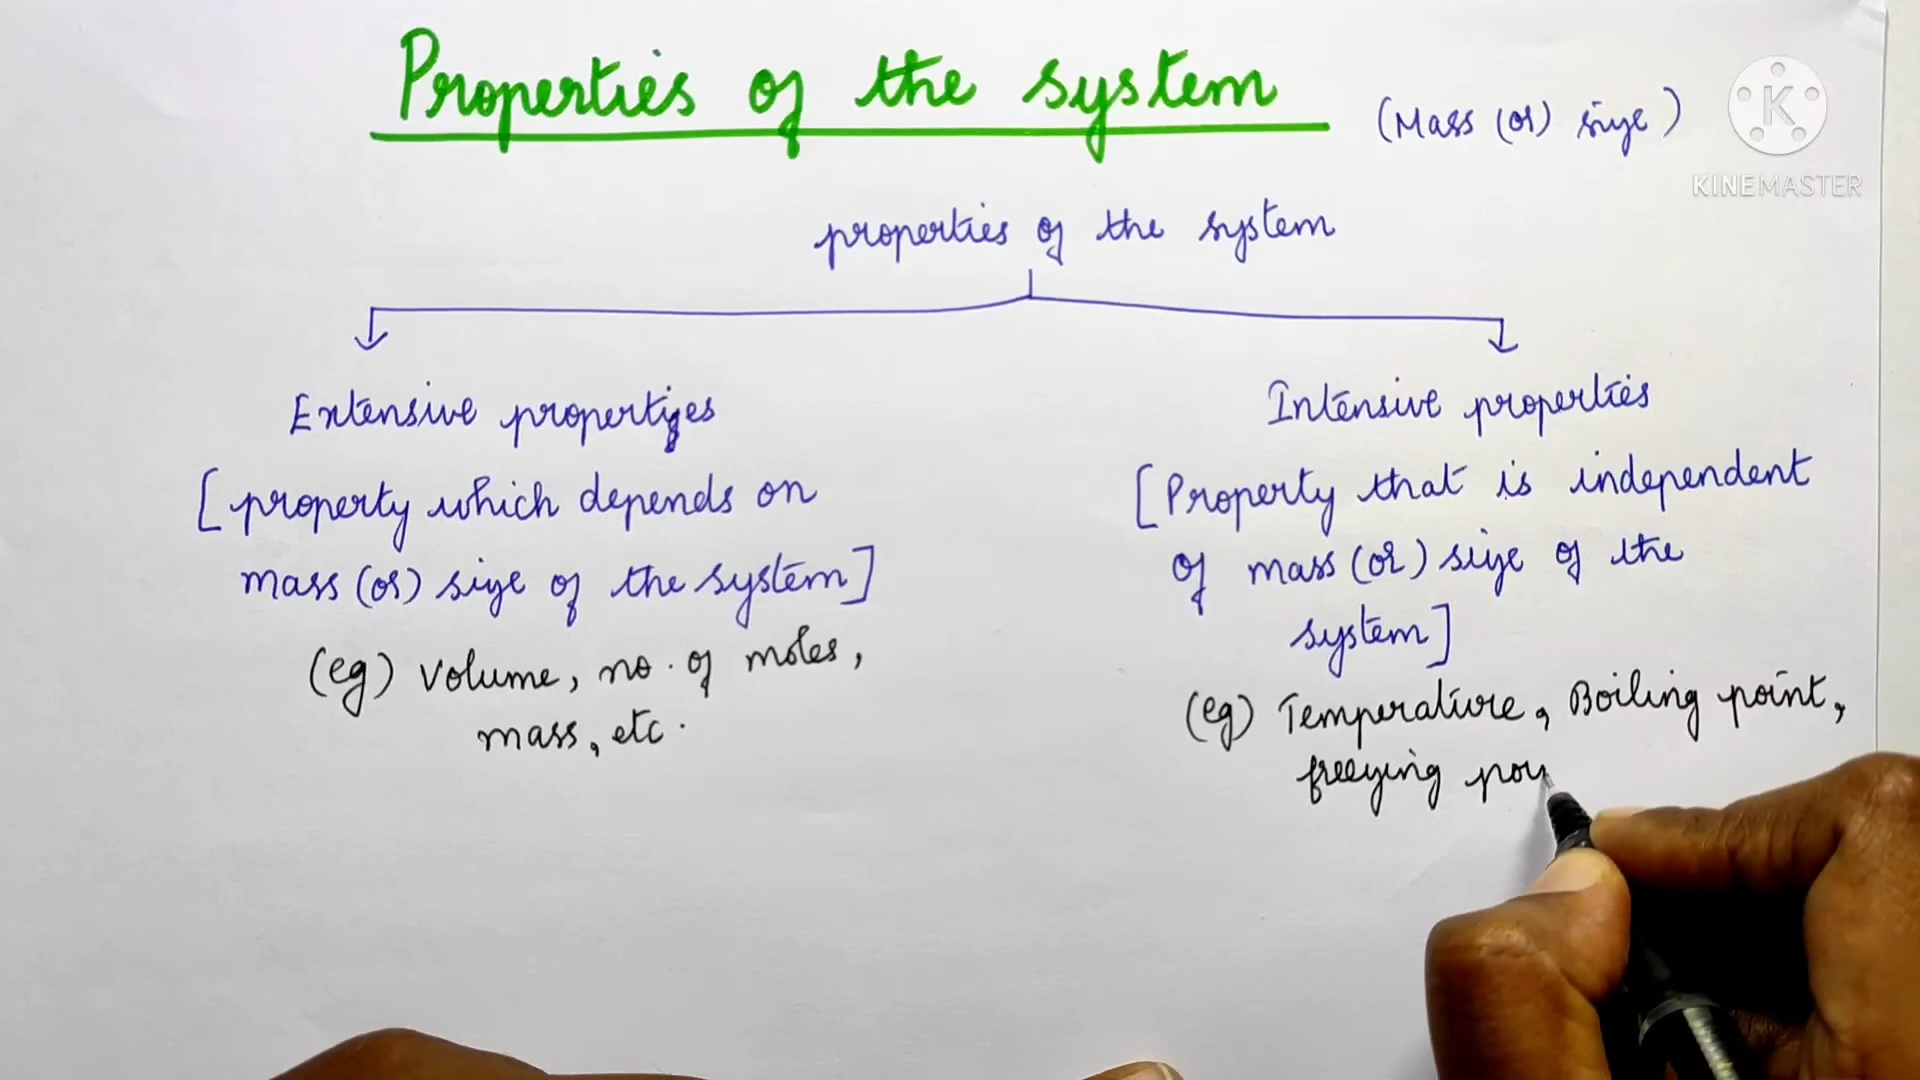 Properties of the system
(Mass (or) size)
KINEMASTER
properties of the system
Extensive properties
[property which depends on
mass (or) size of the system]
(eg) Volume, no. of moles,
mass, etc.
Intensive properties
[Property that is independent
of mass (or) size of the
system]
(eg) Temperature, Boiling point,
freezing